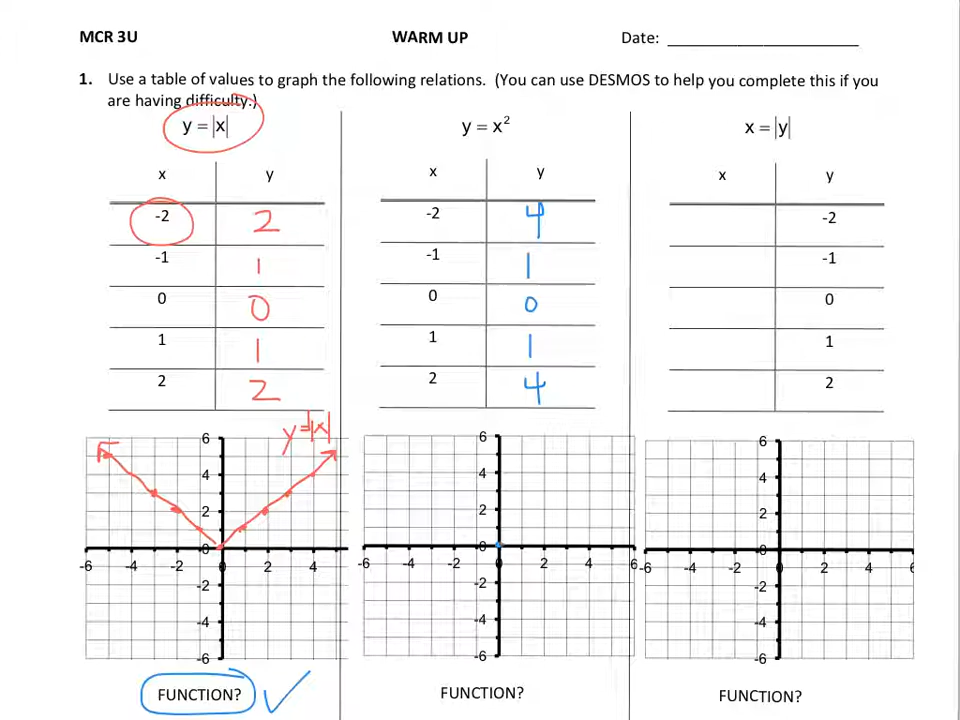 MCR 3U WARM UP Date: ___________________
1. Use a table of values to graph the following relations. (You can use DESMOS to help you complete this if you
are having difficulty.)
y = |x| y = x² x = |y|
x y x y x y
-2 2 -2 4 -2
-1 1 -1 1 -1
0 0 0 0 0
1 1 1 1 1
2 2 2 4 2
y=|x|
6 6 6
4 4 4
2 2 2
0 0 0
-6 -4 -2 0 2 4 -6 -4 -2 0 2 4 6 -6 -4 -2 0 2 4 6
-2 -2 -2
-4 -4 -4
-6 -6 -6
FUNCTION? ✓ FUNCTION? FUNCTION?